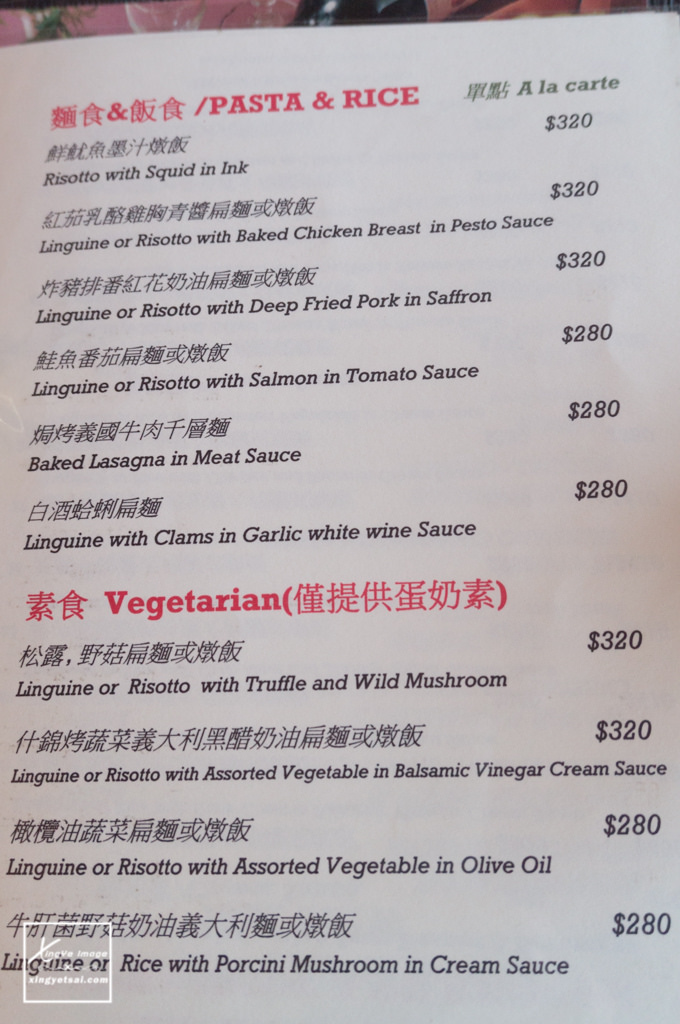 麵食&飯食 /PASTA & RICE 單點 A la carte
鮮魷魚墨汁燉飯 $320
Risotto with Squid in Ink
紅茄乳酪雞胸青醬扁麵或燉飯 $320
Linguine or Risotto with Baked Chicken Breast in Pesto Sauce
炸豬排番紅花奶油扁麵或燉飯 $320
Linguine or Risotto with Deep Fried Pork in Saffron
鮭魚番茄扁麵或燉飯 $280
Linguine or Risotto with Salmon in Tomato Sauce
焗烤義國牛肉千層麵 $280
Baked Lasagna in Meat Sauce
白酒蛤蜊扁麵 $280
Linguine with Clams in Garlic white wine Sauce
素食 Vegetarian(僅提供蛋奶素)
松露, 野菇扁麵或燉飯 $320
Linguine or Risotto with Truffle and Wild Mushroom
什錦烤蔬菜義大利黑醋奶油扁麵或燉飯 $320
Linguine or Risotto with Assorted Vegetable in Balsamic Vinegar Cream Sauce
橄欖油蔬菜扁麵或燉飯 $280
Linguine or Risotto with Assorted Vegetable in Olive Oil
牛肝菌野菇奶油義大利麵或燉飯 $280
Linguine or Rice with Porcini Mushroom in Cream Sauce
XingYe Image
xingyetsai.com